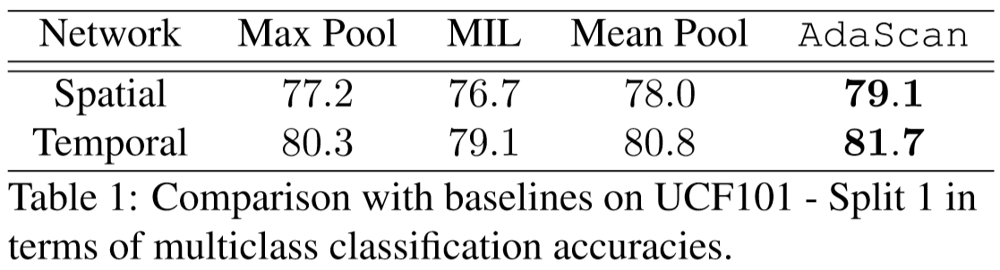 Network Max Pool MIL Mean Pool AdaScan
Spatial 77.2 76.7 78.0 79.1
Temporal 80.3 79.1 80.8 81.7
Table 1: Comparison with baselines on UCF101 - Split 1 in
terms of multiclass classification accuracies.